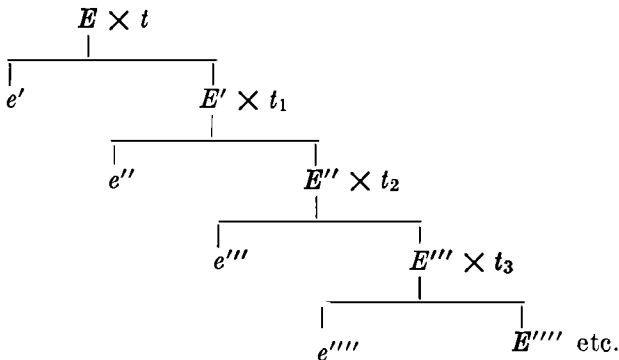 E × t
e′ E′ × t₁
e″ E″ × t₂
e‴ E‴ × t₃
e⁗ E⁗ etc.